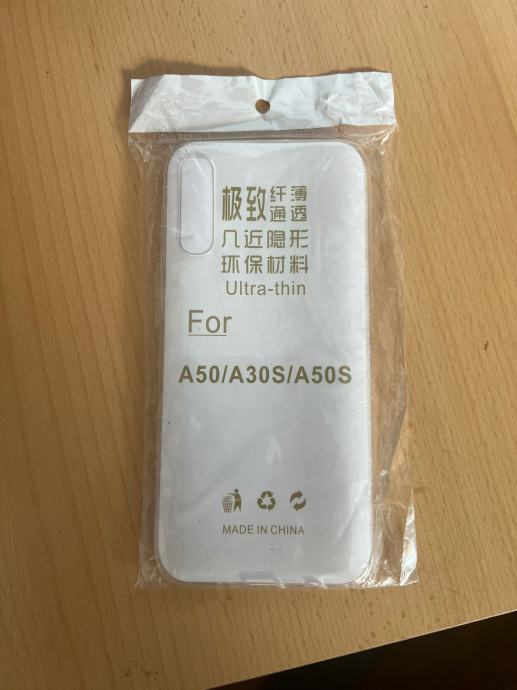 极致纤薄通透
几近隐形
环保材料
Ultra-thin
For
A50/A30S/A50S
MADE IN CHINA